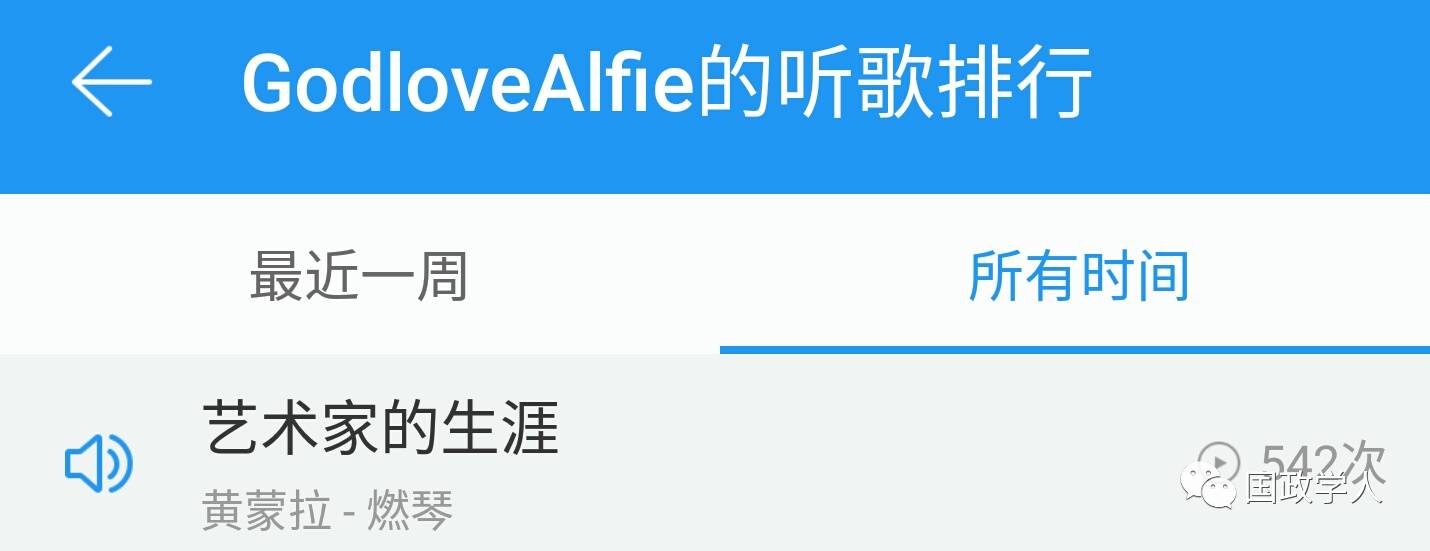 GodloveAlfie的听歌排行
最近一周
所有时间
艺术家的生涯
542次
黄蒙拉 - 燃琴
国政学人